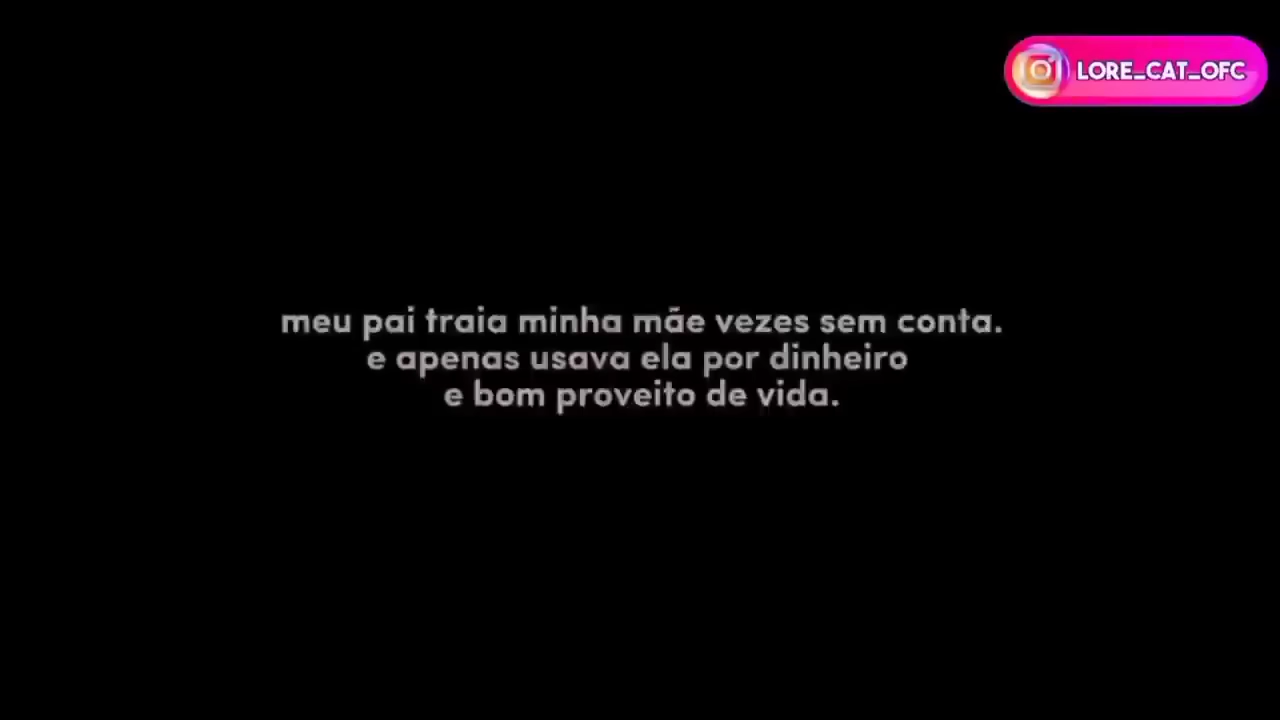 LORE_CAT_OFC
meu pai traia minha mãe vezes sem conta.
e apenas usava ela por dinheiro
e bom proveito de vida.